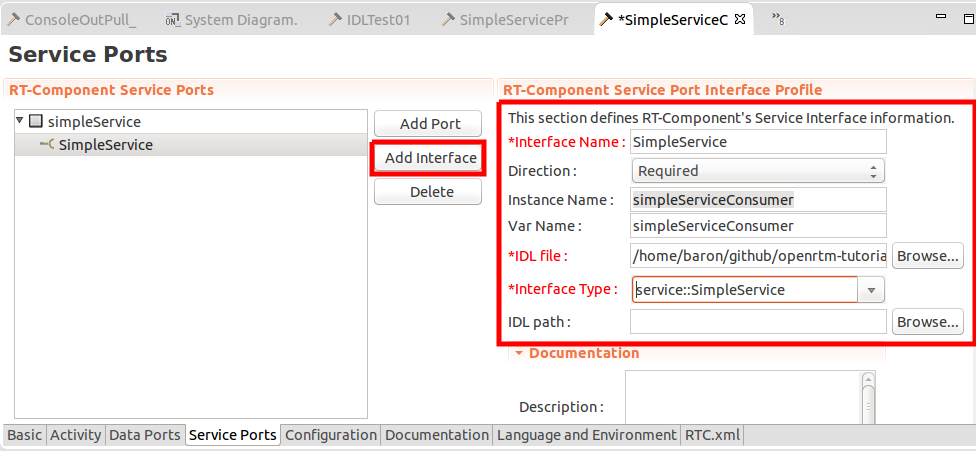 ConsoleOutPull_
System Diagram.
IDLTest01
SimpleServicePr
*SimpleServiceC
»8
Service Ports
RT-Component Service Ports
simpleService
SimpleService
Add Port
Add Interface
Delete
RT-Component Service Port Interface Profile
This section defines RT-Component's Service Interface information.
*Interface Name : SimpleService
Direction : Required
Instance Name : simpleServiceConsumer
Var Name : simpleServiceConsumer
*IDL file : /home/baron/github/openrtm-tutoria Browse...
*Interface Type : service::SimpleService
IDL path : Browse...
Documentation
Description :
Basic Activity Data Ports Service Ports Configuration Documentation Language and Environment RTC.xml